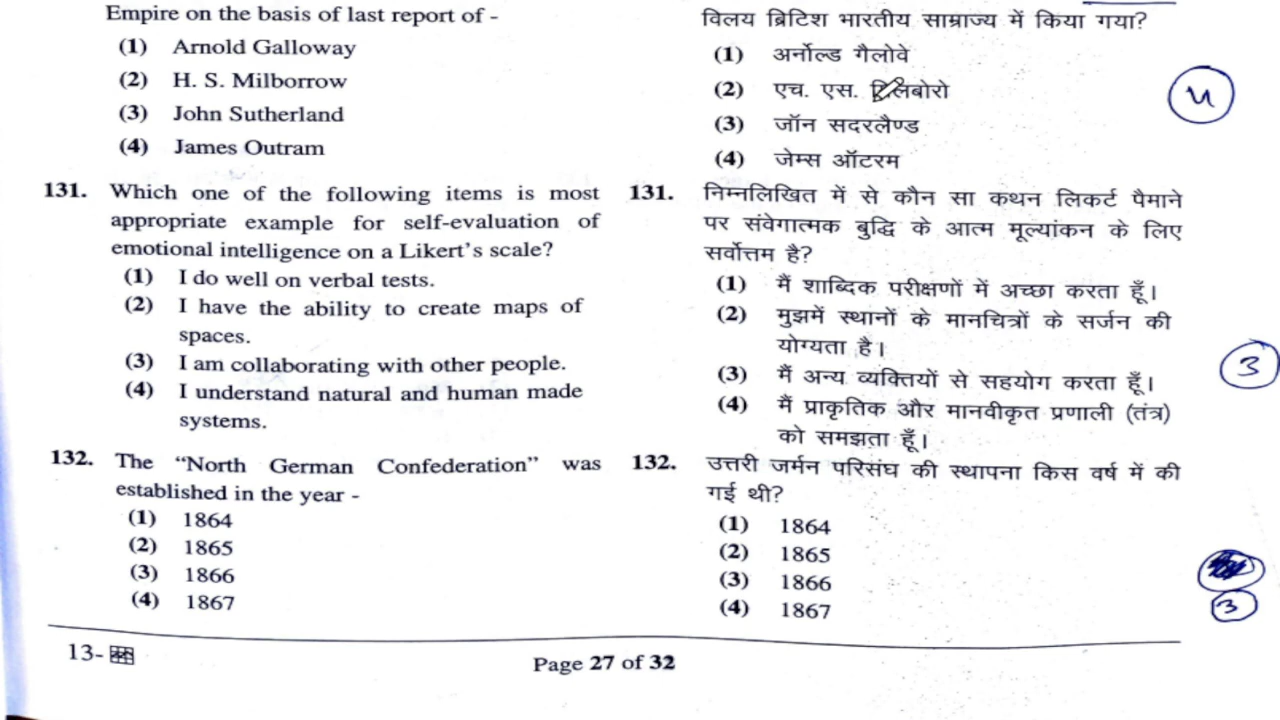 Empire on the basis of last report of -
(1) Arnold Galloway
(2) H. S. Milborrow
(3) John Sutherland
(4) James Outram
131. Which one of the following items is most
appropriate example for self-evaluation of
emotional intelligence on a Likert's scale?
(1) I do well on verbal tests.
(2) I have the ability to create maps of
spaces.
(3) I am collaborating with other people.
(4) I understand natural and human made
systems.
132. The "North German Confederation" was
established in the year -
(1) 1864
(2) 1865
(3) 1866
(4) 1867
विलय ब्रिटिश भारतीय साम्राज्य में किया गया?
(1) अर्नोल्ड गैलोवे
(2) एच. एस.
(3) जॉन सदरलैण्ड
(4) जेम्स ऑटरम
131. निम्नलिखित में से कौन सा कथन लिकर्ट पैमाने
पर संवेगात्मक बुद्धि के आत्म मूल्यांकन के लिए
सर्वोत्तम है?
(1) मैं शाब्दिक परीक्षणों में अच्छा करता हूँ।
(2) मुझमें स्थानों के मानचित्रों के सर्जन की
योग्यता है।
(3) मैं अन्य व्यक्तियों से सहयोग करता हूँ।
(4) मैं प्राकृतिक और मानवीकृत प्रणाली (तंत्र)
को समझता हूँ।
132. उत्तरी जर्मन परिसंघ की स्थापना किस वर्ष में की
गई थी?
(1) 1864
(2) 1865
(3) 1866
(4) 1867
3
3
13-
Page 27 of 32